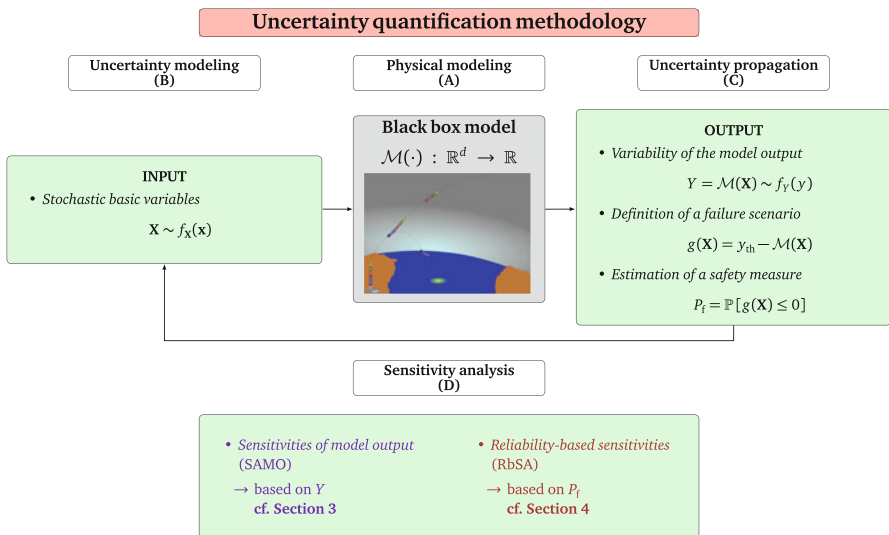 Uncertainty quantification methodology
Uncertainty modeling
(B)
Physical modeling
(A)
Uncertainty propagation
(C)
INPUT
• Stochastic basic variables
X ∼ f_X(x)
Black box model
ℳ(·) : ℝ^d → ℝ
OUTPUT
• Variability of the model output
Y = ℳ(X) ∼ f_Y(y)
• Definition of a failure scenario
g(X) = y_th − ℳ(X)
• Estimation of a safety measure
P_f = ℙ[g(X) ≤ 0]
Sensitivity analysis
(D)
• Sensitivities of model output
(SAMO)
→ based on Y
cf. Section 3
• Reliability-based sensitivities
(RbSA)
→ based on P_f
cf. Section 4